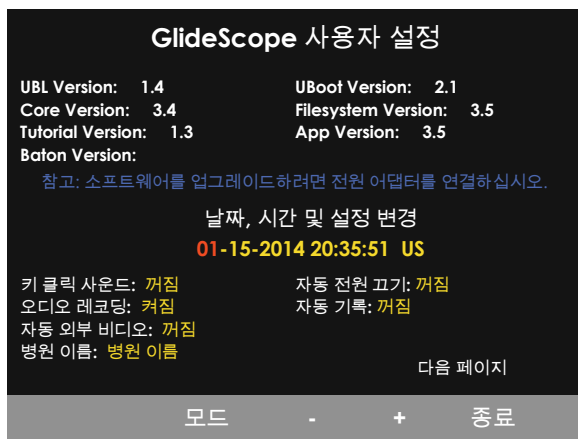 GlideScope 사용자 설정
UBL Version: 1.4
UBoot Version: 2.1
Core Version: 3.4
Filesystem Version: 3.5
Tutorial Version: 1.3
App Version: 3.5
Baton Version:
참고: 소프트웨어를 업그레이드하려면 전원 어댑터를 연결하십시오.
날짜, 시간 및 설정 변경
01-15-2014 20:35:51 US
키 클릭 사운드: 꺼짐
자동 전원 끄기: 꺼짐
오디오 레코딩: 켜짐
자동 기록: 꺼짐
자동 외부 비디오: 꺼짐
병원 이름: 병원 이름
다음 페이지
모드 - + 종료